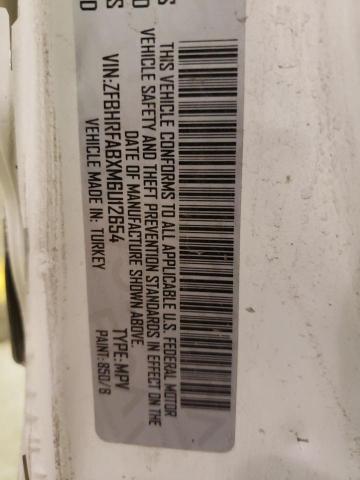 THIS VEHICLE CONFORMS TO ALL APPLICABLE U.S. FEDERAL MOTOR
VEHICLE SAFETY AND THEFT PREVENTION STANDARDS IN EFFECT ON THE
DATE OF MANUFACTURE SHOWN ABOVE.
VIN:ZFBHRFABXM6U12654 TYPE:MPV
VEHICLE MADE IN: TURKEY PAINT:850/B